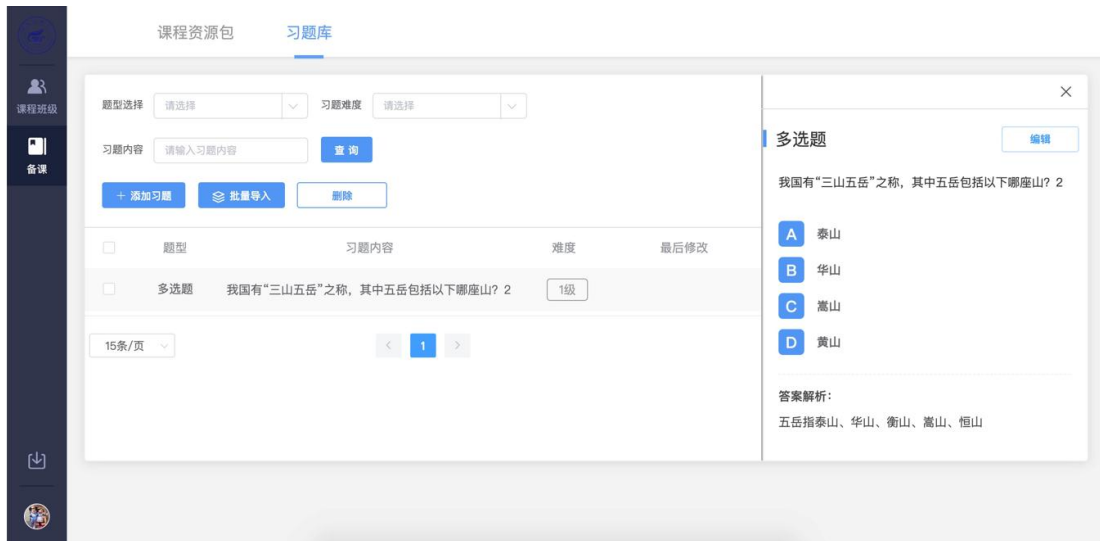 课程资源包 习题库
课程班级
备课
题型选择 请选择 习题难度 请选择
习题内容 请输入习题内容 查询
+ 添加习题 批量导入 删除
题型 习题内容 难度 最后修改
多选题 我国有“三山五岳”之称，其中五岳包括以下哪座山？2 1级
15条/页 < 1 >
×
多选题 编辑
我国有“三山五岳”之称，其中五岳包括以下哪座山？2
A 泰山
B 华山
C 嵩山
D 黄山
答案解析：
五岳指泰山、华山、衡山、嵩山、恒山